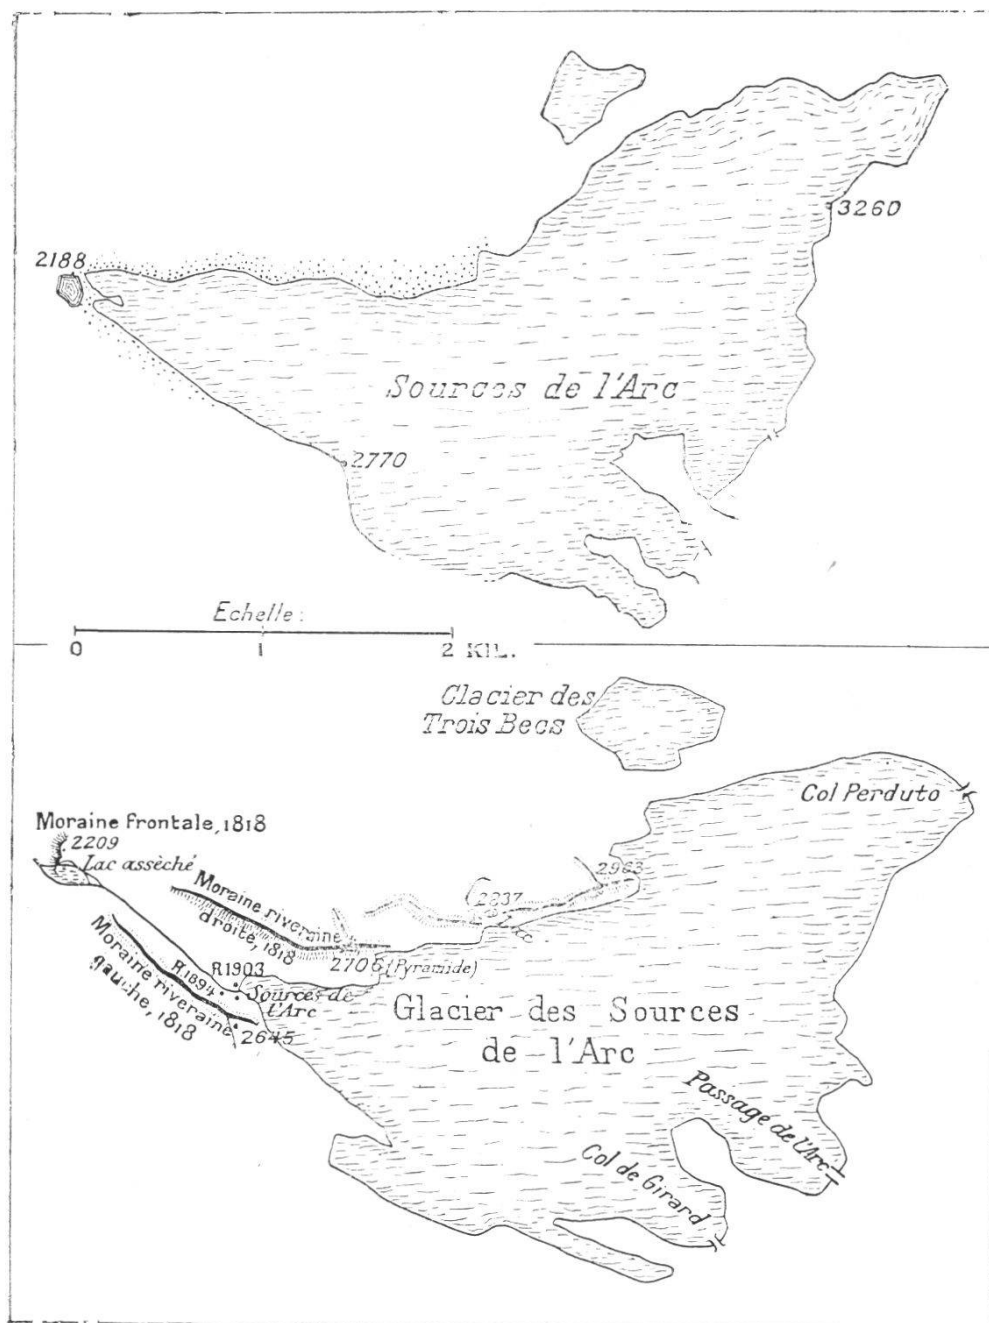 3260
2188
Sources de l'Arc
2770
Echelle:
0 1 2 KIL.
Glacier des
Trois Becs
Col Perduto
Moraine frontale, 1818
2209
Lac assèché
2963
Moraine riveraine
droite, 1818
2837
2706 (Pyramide)
R1903
R1894
Sources de
l'Arc
Moraine riveraine
gauche, 1818
2645
Glacier des Sources
de l'Arc
Passage de l'Arc
Col de Girard